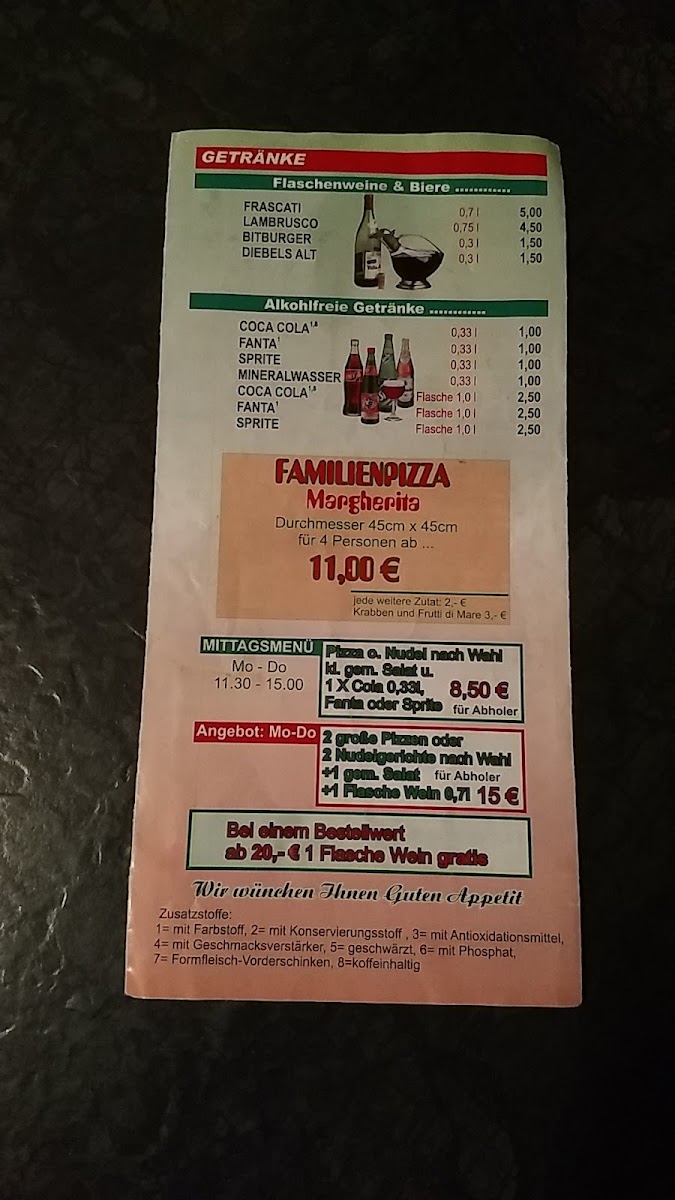 GETRÄNKE
Flaschenweine & Biere ............
FRASCATI 0,7 l 5,00
LAMBRUSCO 0,75 l 4,50
BITBURGER 0,3 l 1,50
DIEBELS ALT 0,3 l 1,50
Alkohlfreie Getränke ............
COCA COLA¹,⁸ 0,33 l 1,00
FANTA¹ 0,33 l 1,00
SPRITE 0,33 l 1,00
MINERALWASSER 0,33 l 1,00
COCA COLA¹,⁸ Flasche 1,0 l 2,50
FANTA¹ Flasche 1,0 l 2,50
SPRITE Flasche 1,0 l 2,50
FAMILIENPIZZA
Margherita
Durchmesser 45cm x 45cm
für 4 Personen ab ...
11,00 €
jede weitere Zutat: 2,- €
Krabben und Frutti di Mare 3,- €
MITTAGSMENÜ
Mo - Do
11.30 - 15.00
Pizza o. Nudel nach Wahl
kl. gem. Salat u.
1 X Cola 0,33l, 8,50 €
Fanta oder Sprite für Abholer
Angebot: Mo-Do
2 große Pizzen oder
2 Nudelgerichte nach Wahl
+1 gem. Salat für Abholer
+1 Flasche Wein 0,7l 15 €
Bei einem Bestellwert
ab 20,- € 1 Flasche Wein gratis
Wir wünchen Ihnen Guten Appetit
Zusatzstoffe:
1= mit Farbstoff, 2= mit Konservierungsstoff , 3= mit Antioxidationsmittel,
4= mit Geschmacksverstärker, 5= geschwärzt, 6= mit Phosphat,
7= Formfleisch-Vorderschinken, 8=koffeinhaltig